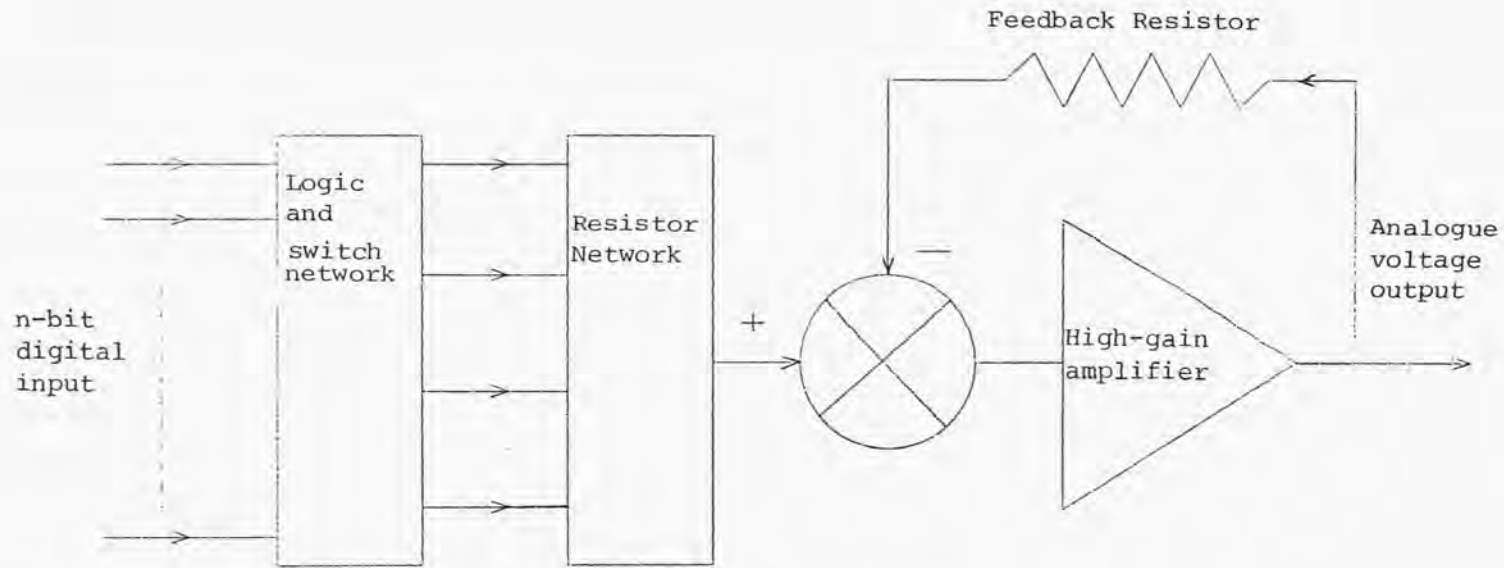 Feedback Resistor
Logic
and
switch
network
Resistor
Network
n-bit
digital
input
+
—
High-gain
amplifier
Analogue
voltage
output